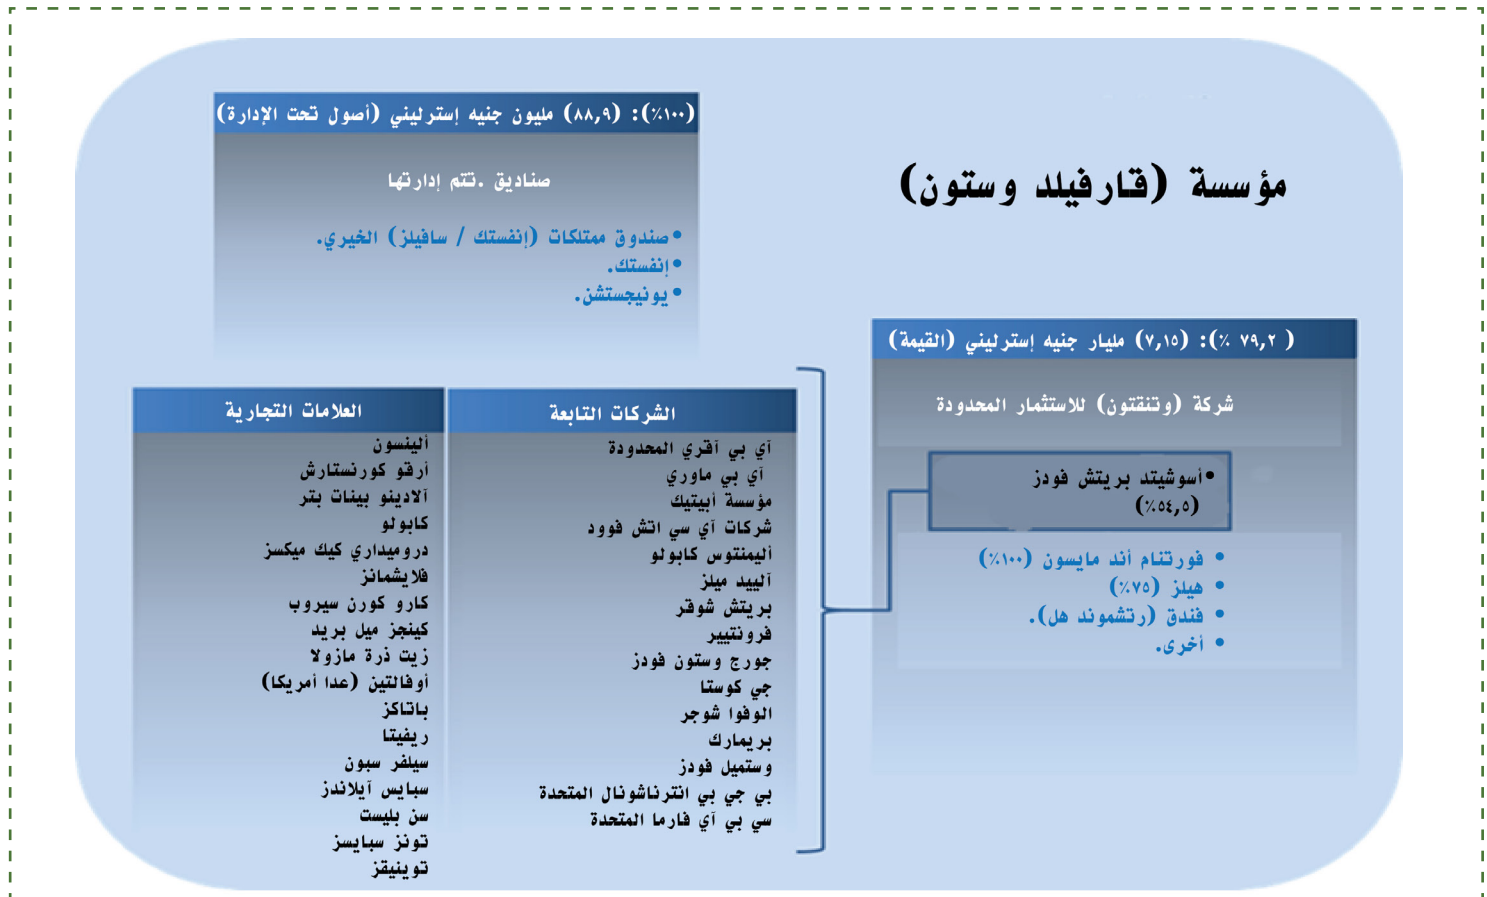 مؤسسة (قارفيلد وستون)
(١٠٠٪): (٨٨,٩) مليون جنيه إسترليني (أصول تحت الإدارة)
صناديق .تتم إدارتها
•صندوق ممتلكات (إنفستك / سافيلز) الخيري.
•إنفستك.
•يونيجستشن.
( ٧٩,٢ ٪): (٧,١٥) مليار جنيه إسترليني (القيمة)
شركة (وتنقتون) للاستثمار المحدودة
•أسوشيتد بريتش فودز
(٥٤,٥٪)
• فورتنام أند مايسون (١٠٠٪)
• هيلز (٧٥٪)
• فندق (رتشموند هل).
• أخرى.
الشركات التابعة
آي بي آقري المحدودة
آي بي ماوري
مؤسسة أبيتيك
شركات آي سي اتش فوود
أليمنتوس كابولو
آلييد ميلز
بريتش شوقر
فرونتيير
جورج وستون فودز
جي كوستا
الوفوا شوجر
بريمارك
وستميل فودز
بي جي بي انترناشونال المتحدة
سي بي آي فارما المتحدة
العلامات التجارية
ألينسون
أرقو كورنستارش
آلادينو بينات بتر
كابولو
دروميداري كيك ميكسز
فلايشمانز
كارو كورن سيروب
كينجز ميل بريد
زيت ذرة مازولا
أوفالتين (عدا أمريكا)
باتاكز
ريفيتا
سيلفر سبون
سبايس آيلاندز
سن بليست
تونز سبايسز
توينيقز